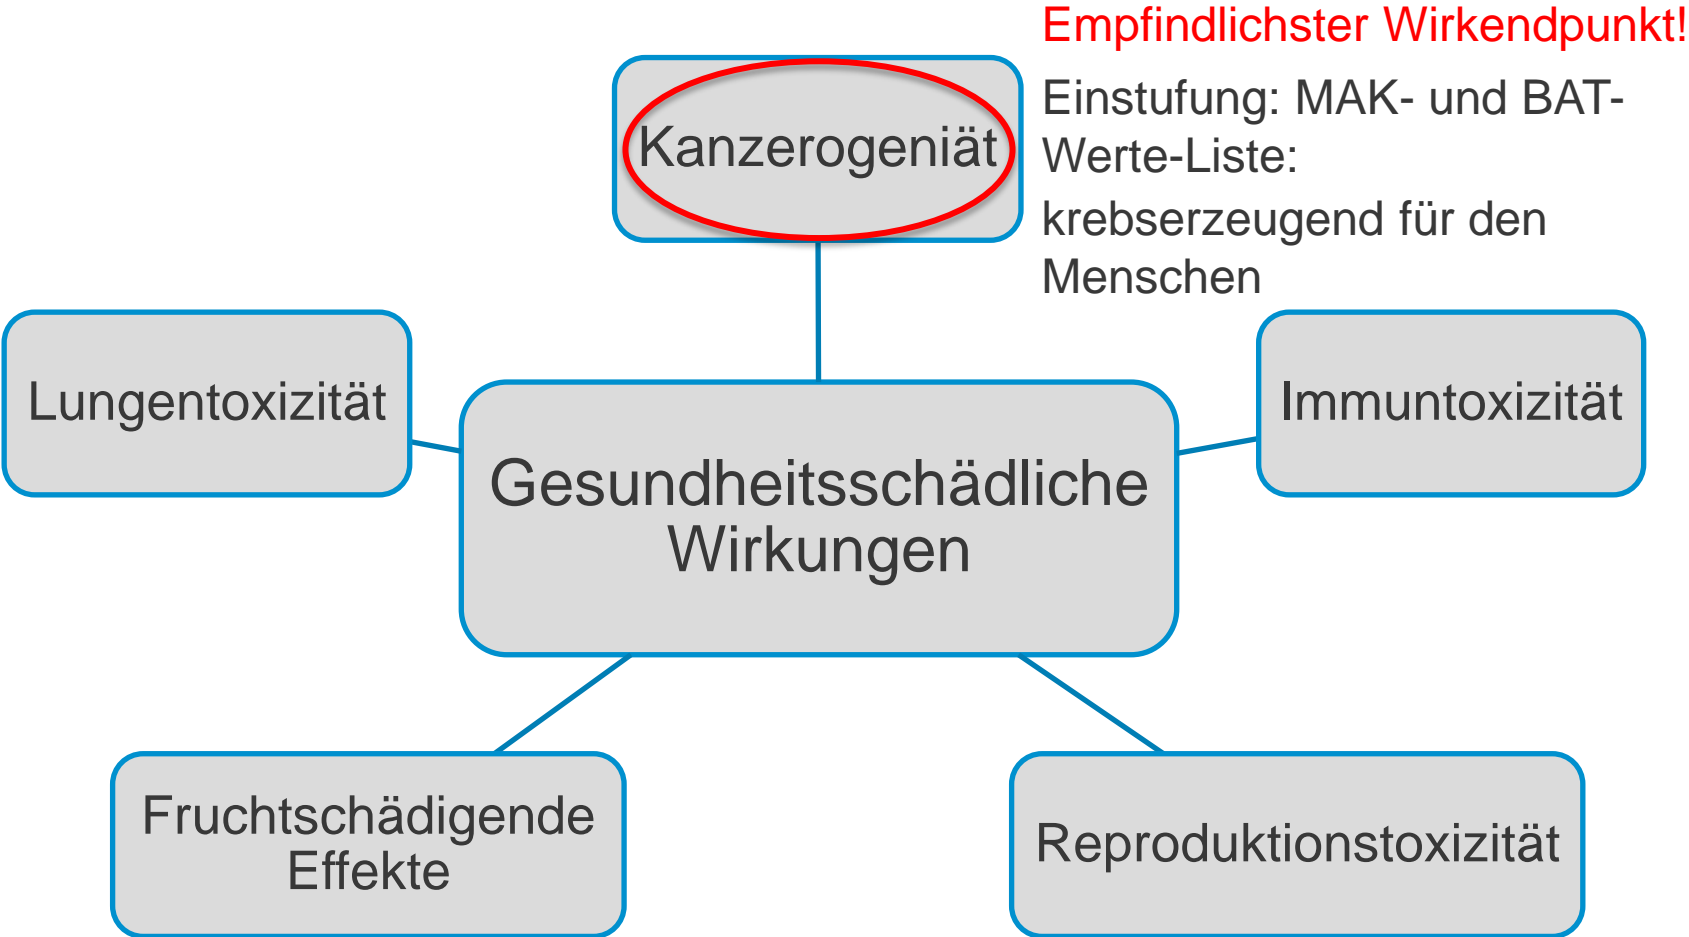 Empfindlichster Wirkendpunkt!
Einstufung: MAK- und BAT-
Werte-Liste:
krebserzeugend für den
Menschen
Kanzerogeniät
Lungentoxizität
Immuntoxizität
Gesundheitsschädliche
Wirkungen
Fruchtschädigende
Effekte
Reproduktionstoxizität